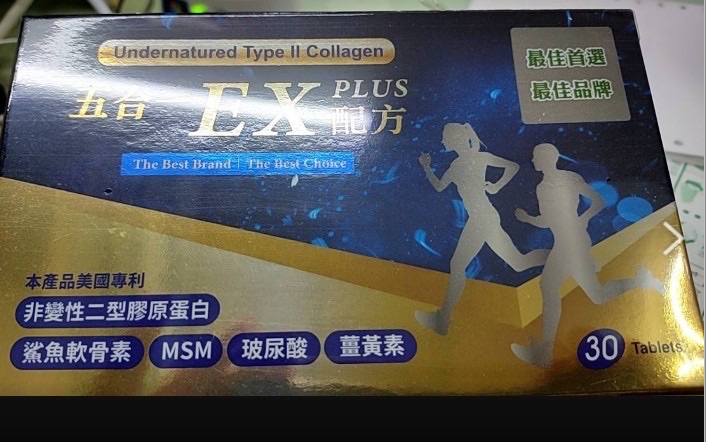 Undernatured Type II Collagen
最佳首選
最佳品牌
五合一 EX PLUS 配方
The Best Brand | The Best Choice
本產品美國專利
非變性二型膠原蛋白
鯊魚軟骨素 MSM 玻尿酸 薑黃素
30 Tablets